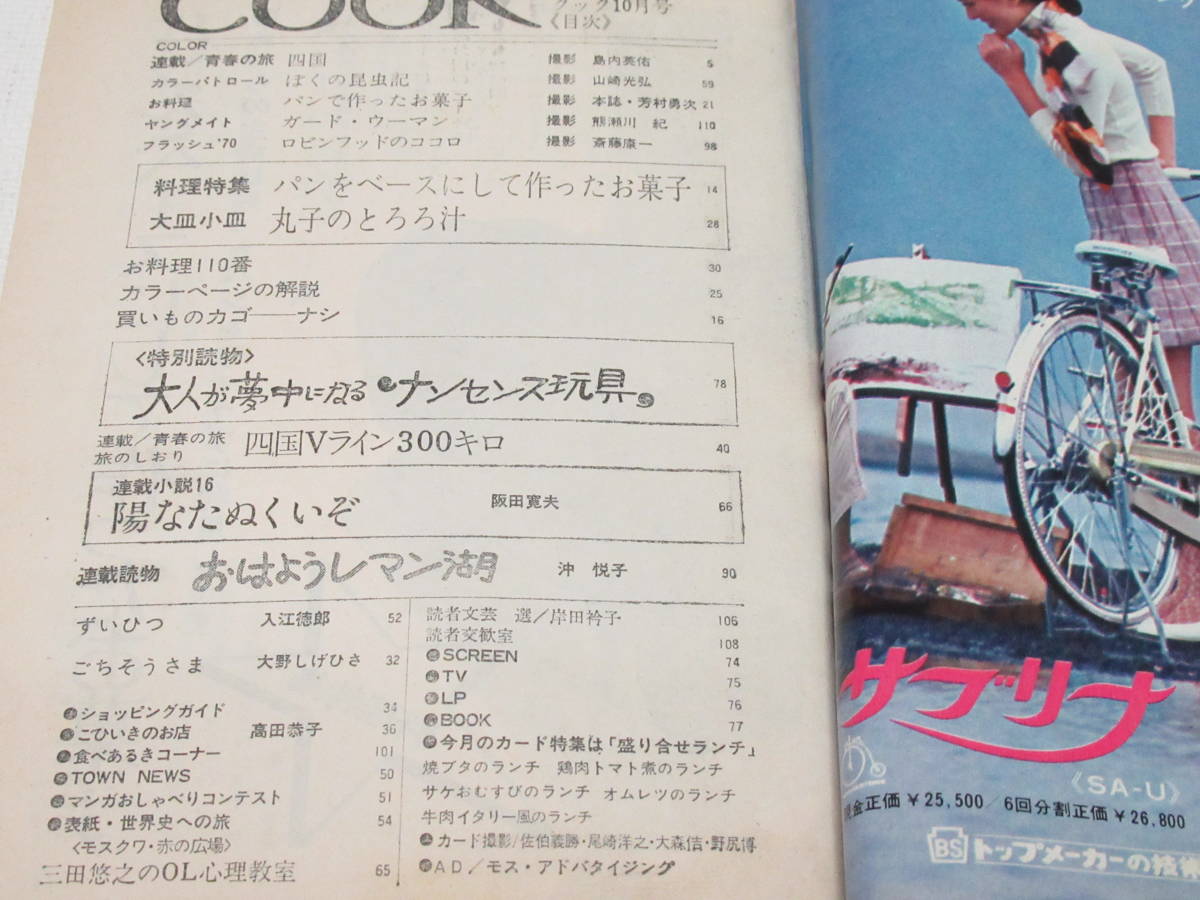 COOK
クック10月号
《目次》
COLOR
連載／青春の旅 四国 撮影 島内英佑 5
カラーパトロール ぼくの昆虫記 撮影 山崎光弘 59
お料理 パンで作ったお菓子 撮影 本誌・芳村勇次 21
ヤングメイト ガード・ウーマン 撮影 熊瀬川 紀 110
フラッシュ'70 ロビンフッドのココロ 撮影 斎藤康一 98
料理特集 パンをベースにして作ったお菓子 14
大皿小皿 丸子のとろろ汁 28
お料理110番 30
カラーページの解説 25
買いものカゴ――ナシ 16
〈特別読物〉
大人が夢中になる ナンセンス玩具 78
連載／青春の旅
旅のしおり 四国Vライン300キロ 40
連載小説16
陽なたぬくいぞ 阪田寛夫 66
連載読物 おはようレマン湖 沖 悦子 90
ずいひつ 入江徳郎 52
ごちそうさま 大野しげひさ 32
ショッピングガイド 34
こひいきのお店 高田恭子 36
食べあるきコーナー 101
TOWN NEWS 50
マンガおしゃべりコンテスト 51
表紙・世界史への旅 54
〈モスクワ・赤の広場〉
三田悠之のOL心理教室 65
読者文芸 選／岸田衿子 106
読者交歓室 108
SCREEN 74
TV 75
LP 76
BOOK 77
今月のカード特集は「盛り合せランチ」
焼ブタのランチ 鶏肉トマト煮のランチ
サケおむすびのランチ オムレツのランチ
牛肉イタリー風のランチ
カード撮影／佐伯義勝・尾崎洋之・大森佶・野尻博
AD／モス・アドバタイジング
サブリナ
《SA-U》
金正価￥25,500／6回分割正価￥26,800
BS トップメーカーの技術